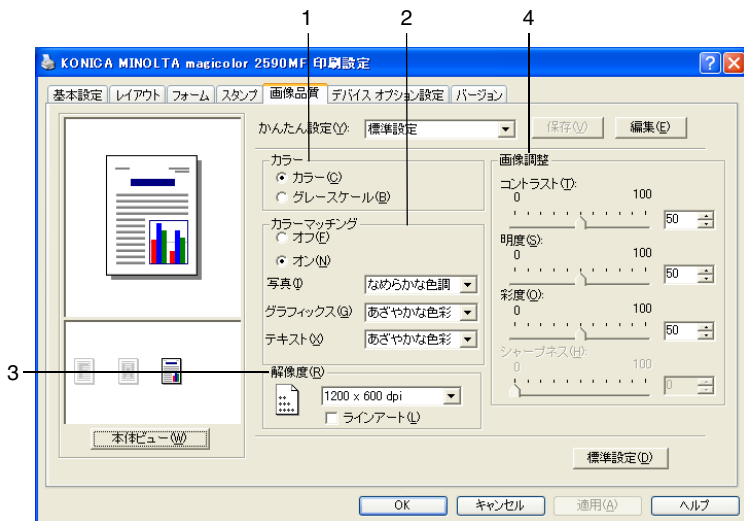 1
2
4
KONICA MINOLTA magicolor 2590MF 印刷設定
基本設定 レイアウト フォーム スタンプ 画像品質 デバイス オプション設定 バージョン
かんたん設定(Y): 標準設定 保存(V) 編集(E)
カラー
カラー(C)
グレースケール(B)
カラーマッチング
オフ(F)
オン(N)
写真(I) なめらかな色調
グラフィックス(G) あざやかな色彩
テキスト(X) あざやかな色彩
3
解像度(R)
1200 x 600 dpi
ラインアート(L)
画像調整
コントラスト(T):
0 100
50
明度(S):
0 100
50
彩度(O):
0 100
50
シャープネス(H):
0 100
0
本体ビュー(W)
標準設定(D)
OK キャンセル 適用(A) ヘルプ